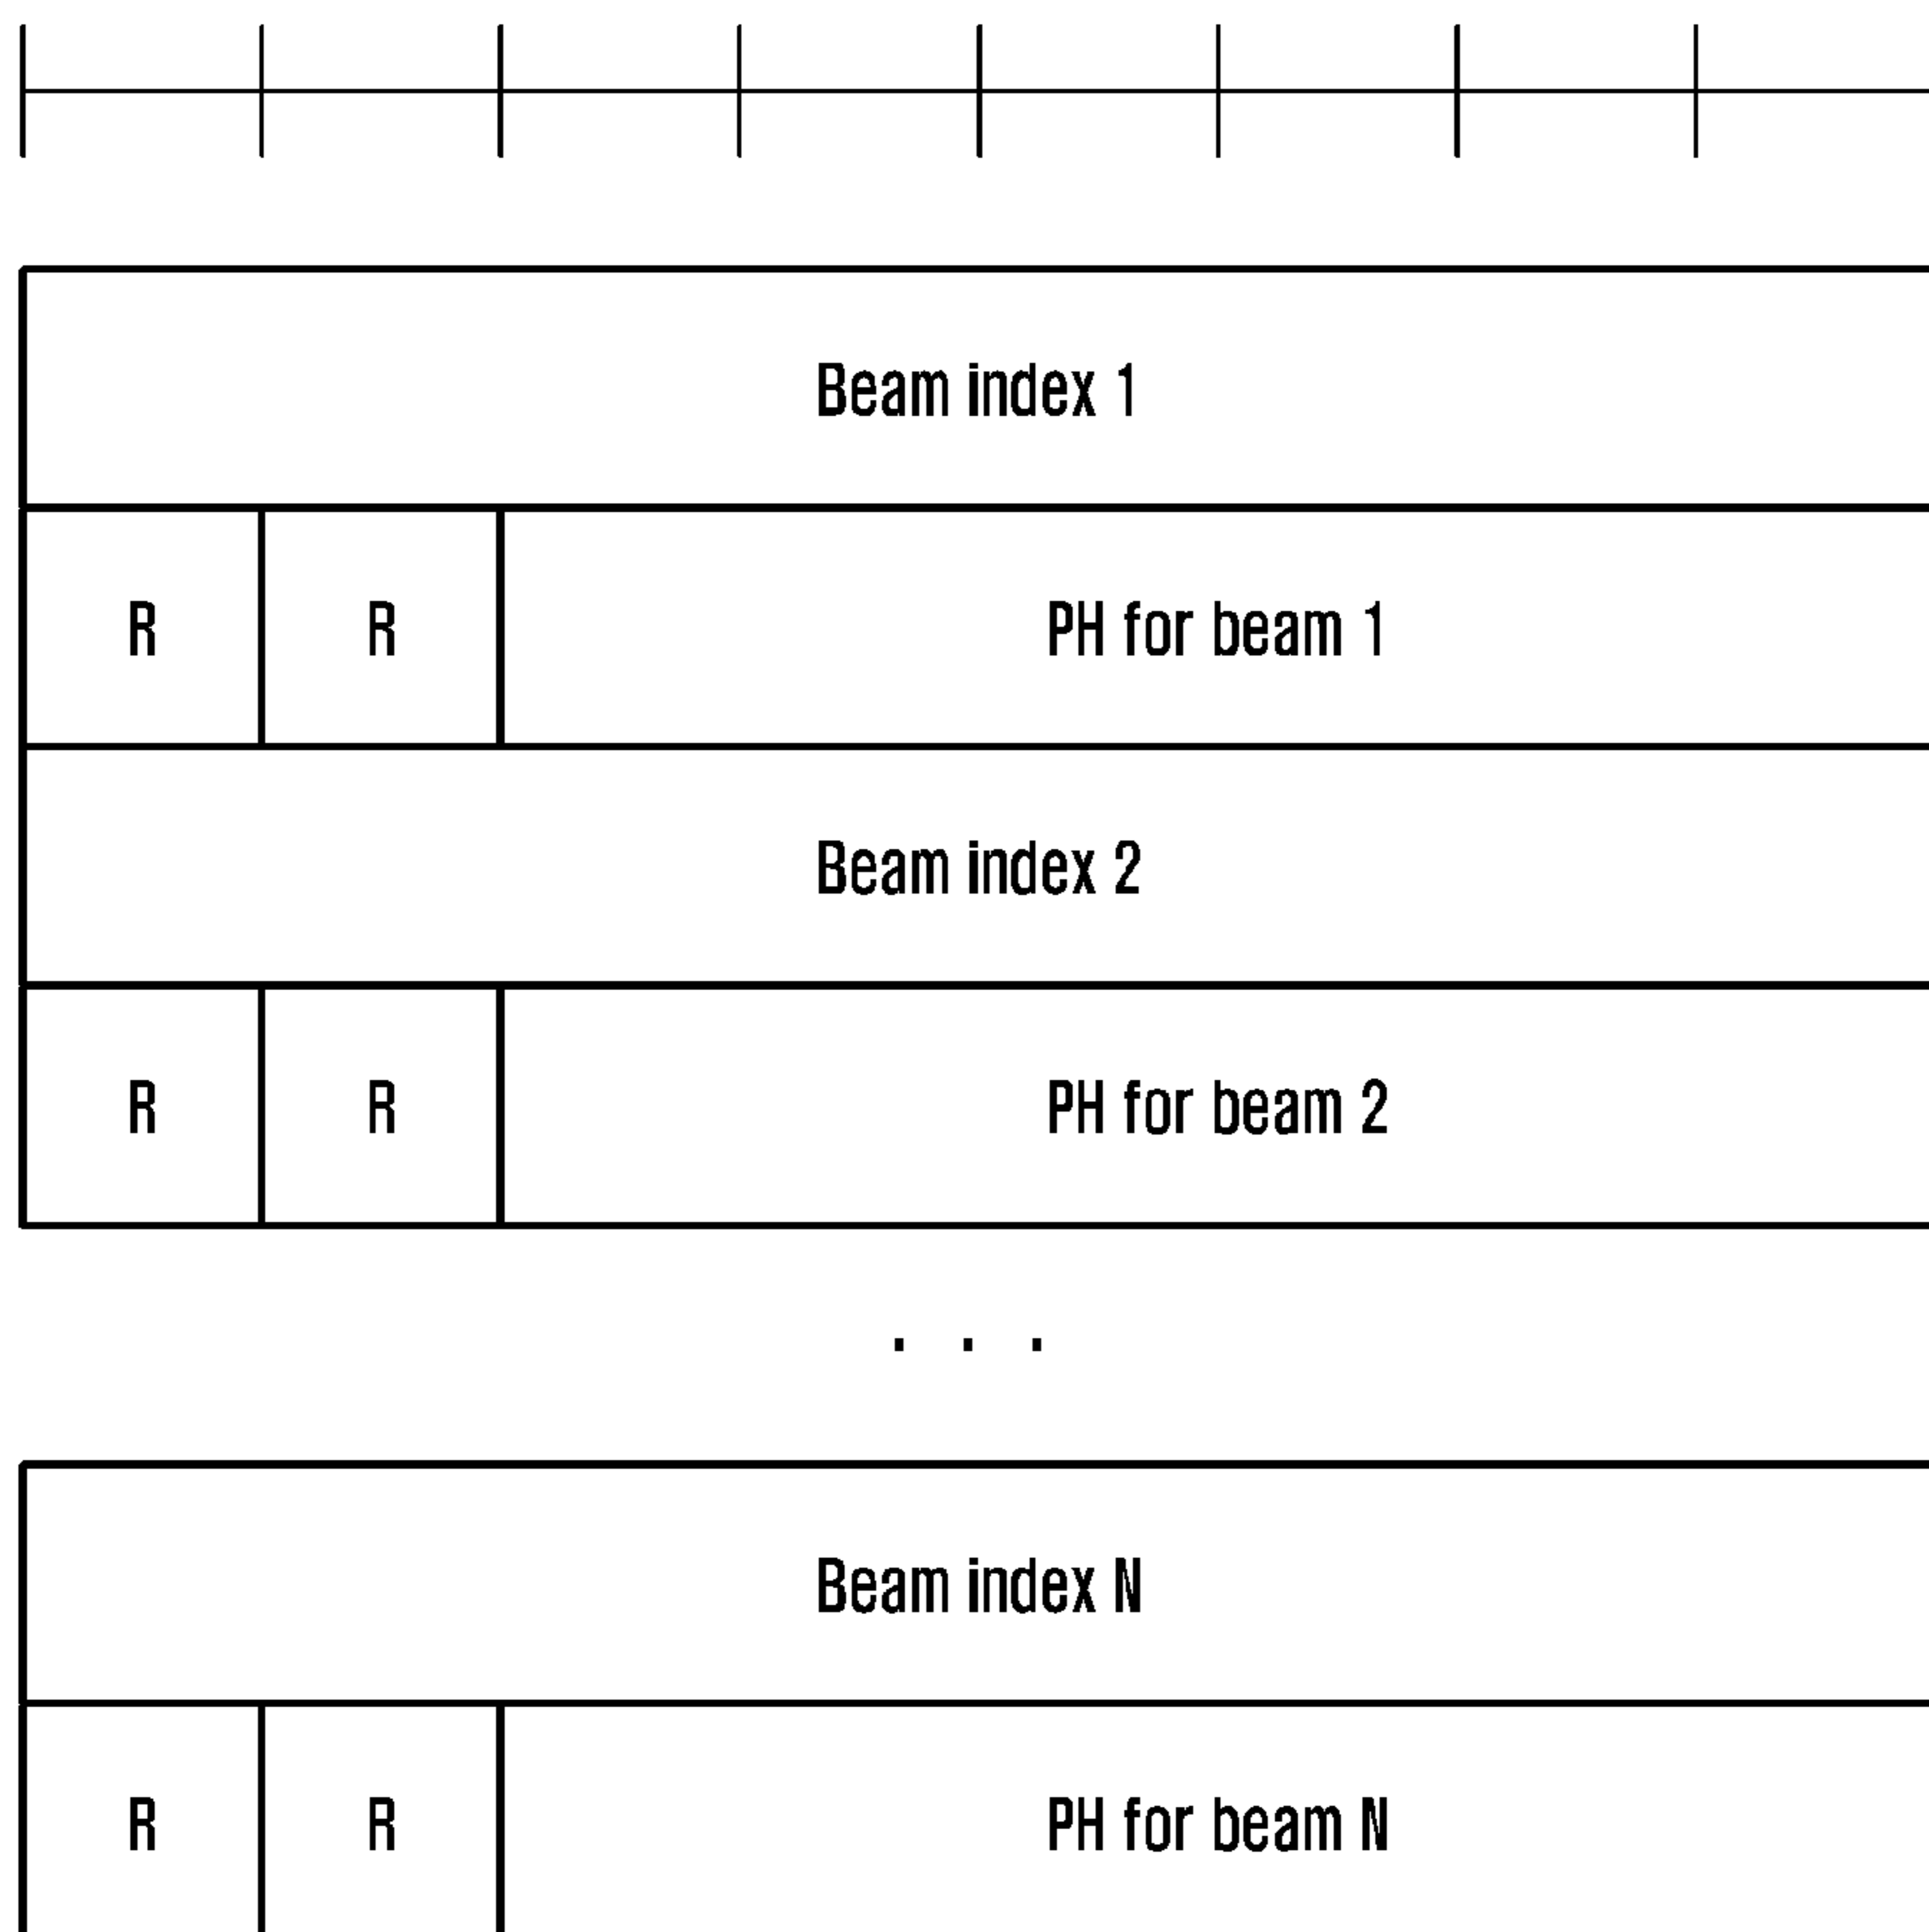 Beam index 1
R R PH for beam 1
Beam index 2
R R PH for beam 2
. . .
Beam index N
R R PH for beam N